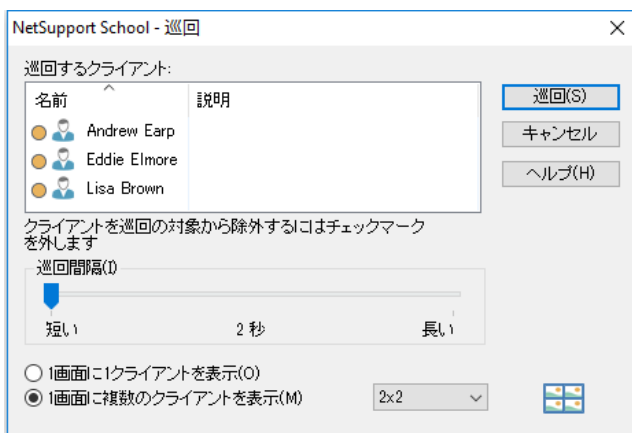 NetSupport School - 巡回
巡回するクライアント:
名前 説明
Andrew Earp
Eddie Elmore
Lisa Brown
巡回(S)
キャンセル
ヘルプ(H)
クライアントを巡回の対象から除外するにはチェックマーク
を外します
巡回間隔(I)
短い 2 秒 長い
1画面に1クライアントを表示(O)
1画面に複数のクライアントを表示(M) 2x2